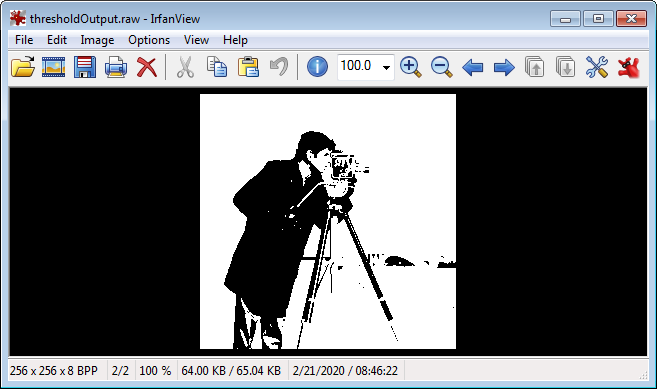 thresholdOutput.raw - IrfanView
File Edit Image Options View Help
100.0
256 x 256 x 8 BPP 2/2 100 % 64.00 KB / 65.04 KB 2/21/2020 / 08:46:22